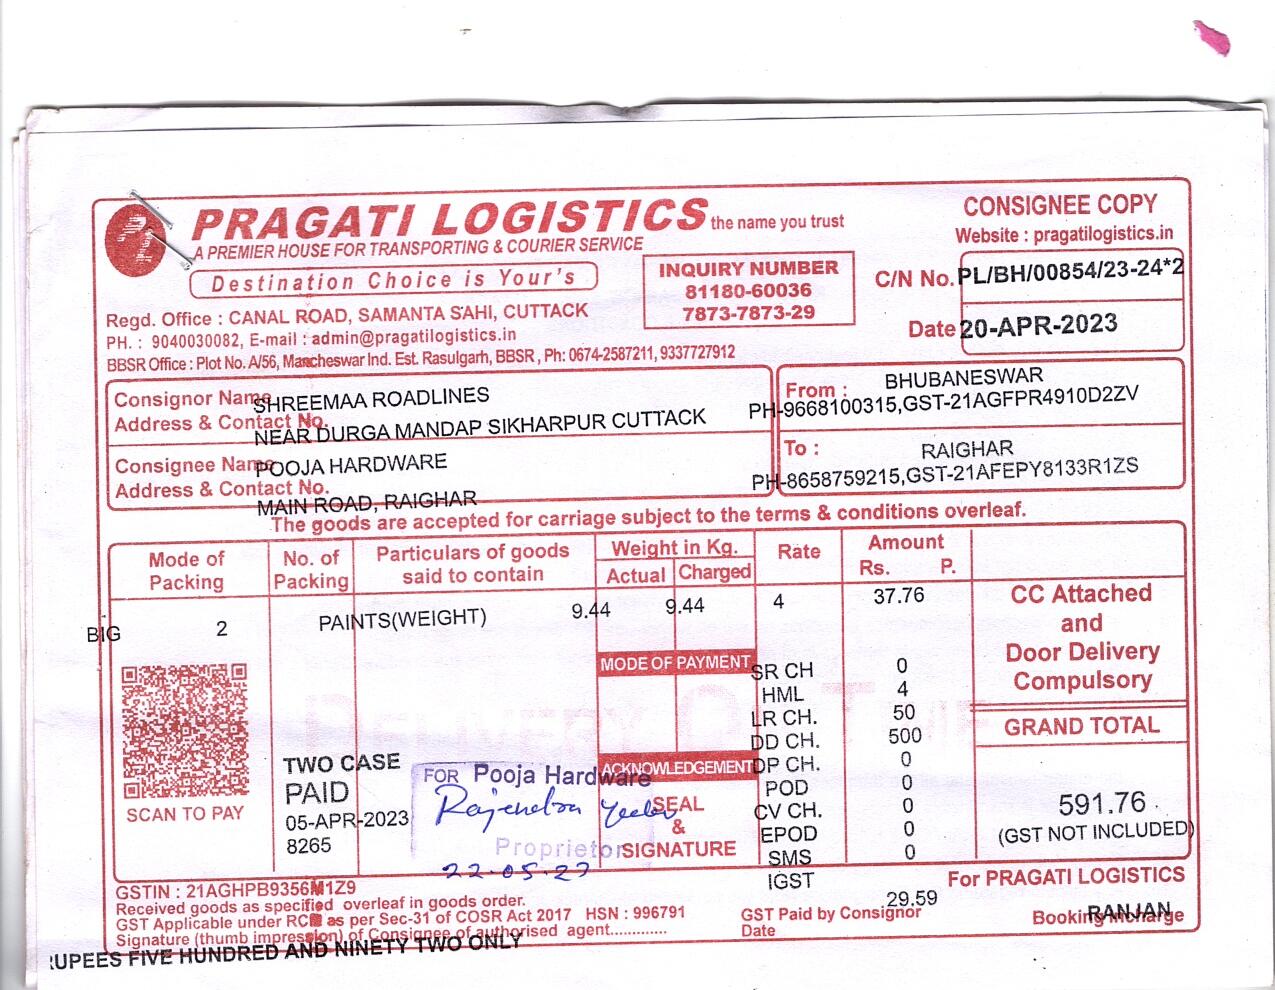 PRAGATI LOGISTICS the name you trust
A PREMIER HOUSE FOR TRANSPORTING & COURIER SERVICE
Destination Choice is Your's
Regd. Office : CANAL ROAD, SAMANTA SAHI, CUTTACK
PH. : 9040030082, E-mail : admin@pragatilogistics.in
BBSR Office : Plot No. A/56, Mancheswar Ind. Est. Rasulgarh, BBSR , Ph: 0674-2587211, 9337727912
INQUIRY NUMBER
81180-60036
7873-7873-29
CONSIGNEE COPY
Website : pragatilogistics.in
C/N No. PL/BH/00854/23-24*2
Date 20-APR-2023
Consignor Name SHREEMAA ROADLINES
Address & Contact No.
NEAR DURGA MANDAP SIKHARPUR CUTTACK
Consignee Name POOJA HARDWARE
Address & Contact No.
MAIN ROAD, RAIGHAR
From : BHUBANESWAR
PH-9668100315,GST-21AGFPR4910D2ZV
To : RAIGHAR
PH-8658759215,GST-21AFEPY8133R1ZS
The goods are accepted for carriage subject to the terms & conditions overleaf.
Mode of Packing
No. of Packing
Particulars of goods said to contain
Weight in Kg.
Actual Charged
Rate
Amount
Rs. P.
BIG 2 PAINTS(WEIGHT) 9.44 9.44 4 37.76
CC Attached
and
Door Delivery
Compulsory
MODE OF PAYMENT
SR CH 0
HML 4
LR CH. 50
DD CH. 500
DP CH. 0
POD 0
CV CH. 0
EPOD 0
SMS 0
IGST 29.59
GRAND TOTAL
591.76
(GST NOT INCLUDED)
SCAN TO PAY
TWO CASE
PAID
05-APR-2023
8265
ACKNOWLEDGEMENT
SEAL
&
SIGNATURE
FOR Pooja Hardware
Rajendra Yadav
Proprietor
22.05.23
GSTIN : 21AGHPB9356M1Z9
Received goods as specified overleaf in goods order.
GST Applicable under RCM as per Sec-31 of COSR Act 2017 HSN : 996791
Signature (thumb impression) of Consignee of authorised agent.............
GST Paid by Consignor
Date
For PRAGATI LOGISTICS
RANJAN
Booking Incharge
RUPEES FIVE HUNDRED AND NINETY TWO ONLY